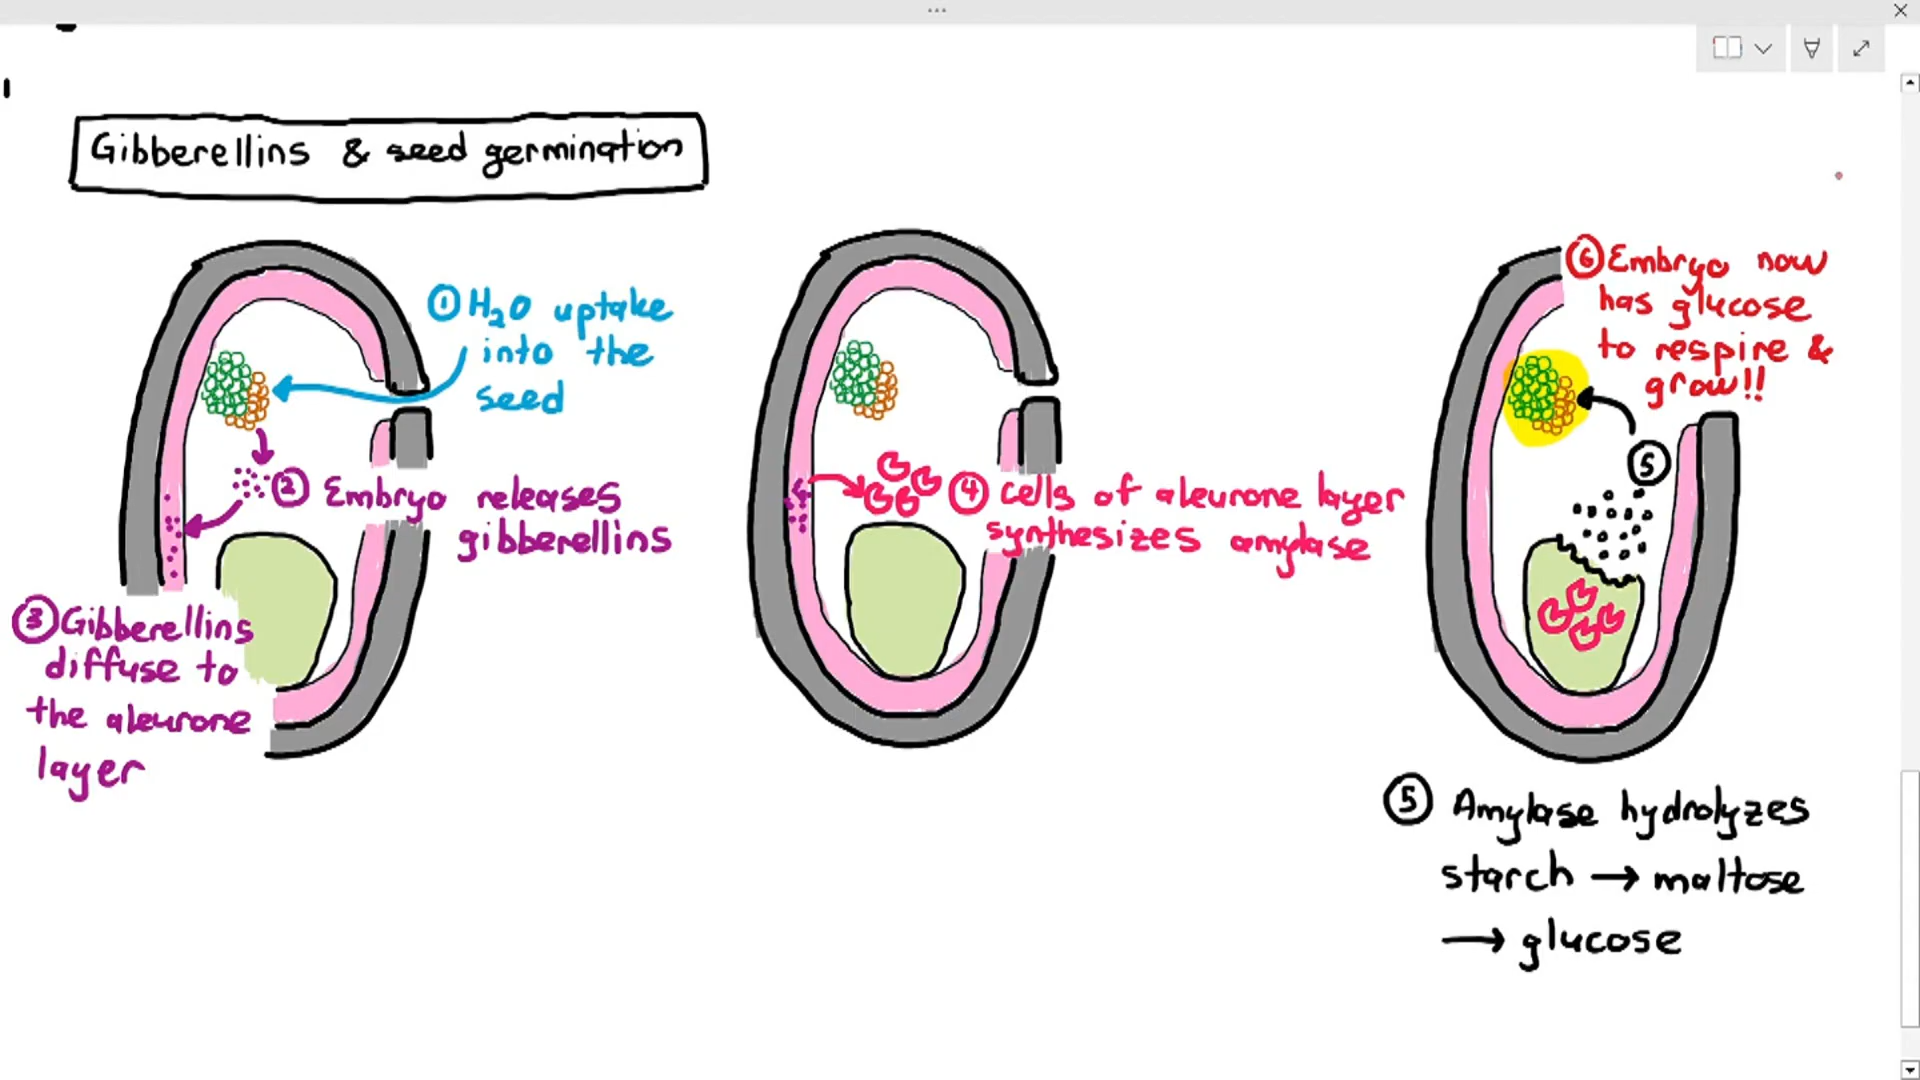 Gibberellins & seed germination
① H₂O uptake
into the
seed
② Embryo releases
gibberellins
③ Gibberellins
diffuse to
the aleurone
layer
④ cells of aleurone layer
synthesizes amylase
⑥ Embryo now
has glucose
to respire &
grow!!
⑤
⑤ Amylase hydrolyzes
starch → maltose
→ glucose